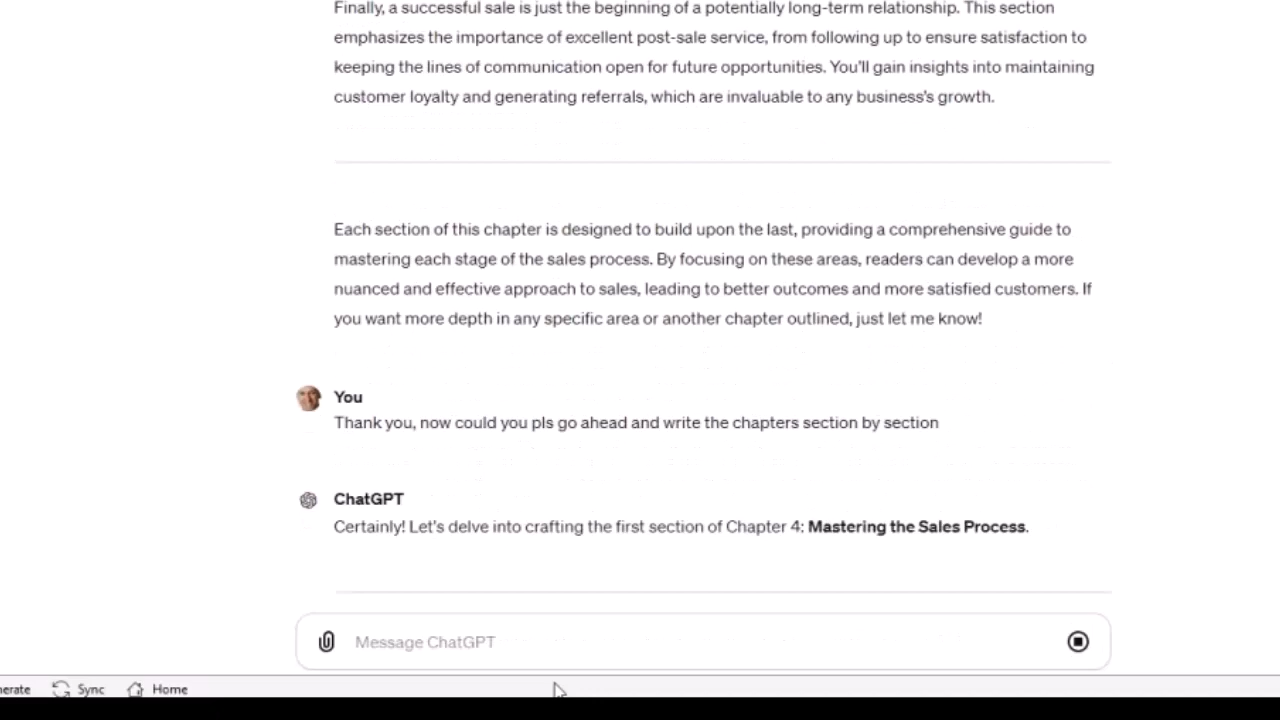 Finally, a successful sale is just the beginning of a potentially long-term relationship. This section
emphasizes the importance of excellent post-sale service, from following up to ensure satisfaction to
keeping the lines of communication open for future opportunities. You'll gain insights into maintaining
customer loyalty and generating referrals, which are invaluable to any business's growth.
Each section of this chapter is designed to build upon the last, providing a comprehensive guide to
mastering each stage of the sales process. By focusing on these areas, readers can develop a more
nuanced and effective approach to sales, leading to better outcomes and more satisfied customers. If
you want more depth in any specific area or another chapter outlined, just let me know!
You
Thank you, now could you pls go ahead and write the chapters section by section
ChatGPT
Certainly! Let's delve into crafting the first section of Chapter 4: Mastering the Sales Process.
Message ChatGPT
nerate Sync Home